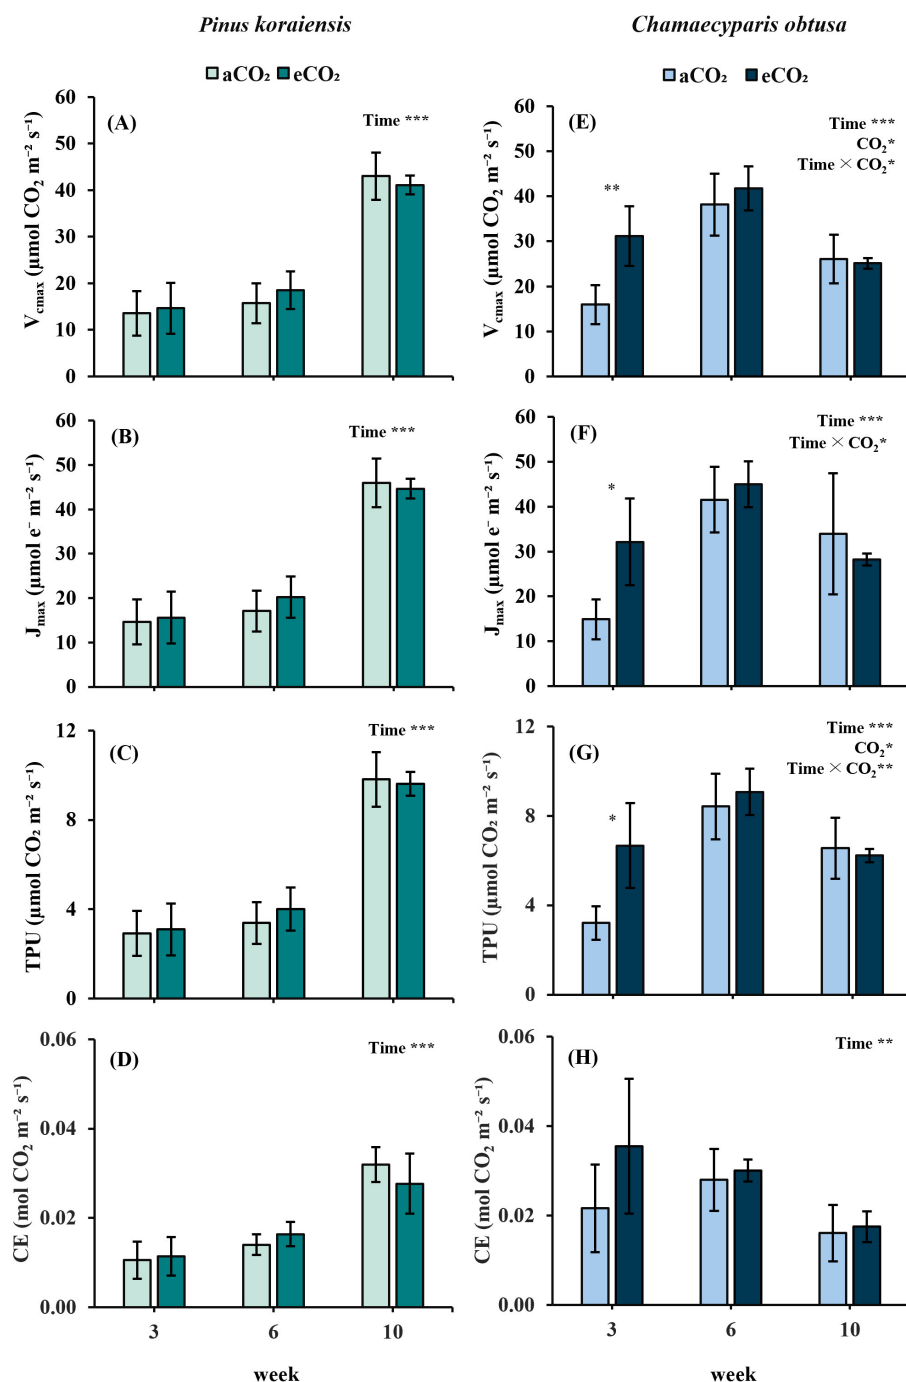 Pinus koraiensis
aCO₂ eCO₂
(A)
Time ***
V_cmax (µmol CO₂ m⁻² s⁻¹)
60
50
40
30
20
10
0
(B)
Time ***
J_max (µmol e⁻ m⁻² s⁻¹)
60
50
40
30
20
10
0
(C)
Time ***
TPU (µmol CO₂ m⁻² s⁻¹)
12
9
6
4
0
(D)
Time ***
CE (mol CO₂ m⁻² s⁻¹)
0.06
0.04
0.02
0.00
3 6 10
week
Chamaecyparis obtusa
aCO₂ eCO₂
(E)
Time ***
CO₂*
Time × CO₂*
**
V_cmax (µmol CO₂ m⁻² s⁻¹)
60
50
40
30
20
10
0
(F)
Time ***
Time × CO₂*
*
J_max (µmol e⁻ m⁻² s⁻¹)
60
50
40
30
20
10
0
(G)
Time ***
CO₂*
Time × CO₂**
*
TPU (µmol CO₂ m⁻² s⁻¹)
12
8
4
0
(H)
Time **
CE (mol CO₂ m⁻² s⁻¹)
0.06
0.04
0.02
0.00
3 6 10
week